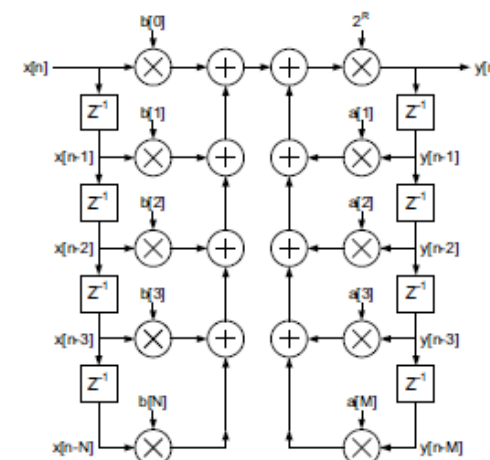 b[0] 2^R
x[n] y[n
Z^-1 b[1] a[1] Z^-1
x[n-1] y[n-1]
Z^-1 b[2] a[2] Z^-1
x[n-2] y[n-2]
Z^-1 b[3] a[3] Z^-1
x[n-3] y[n-3]
Z^-1 b[N] a[M] Z^-1
x[n-N] y[n-M]